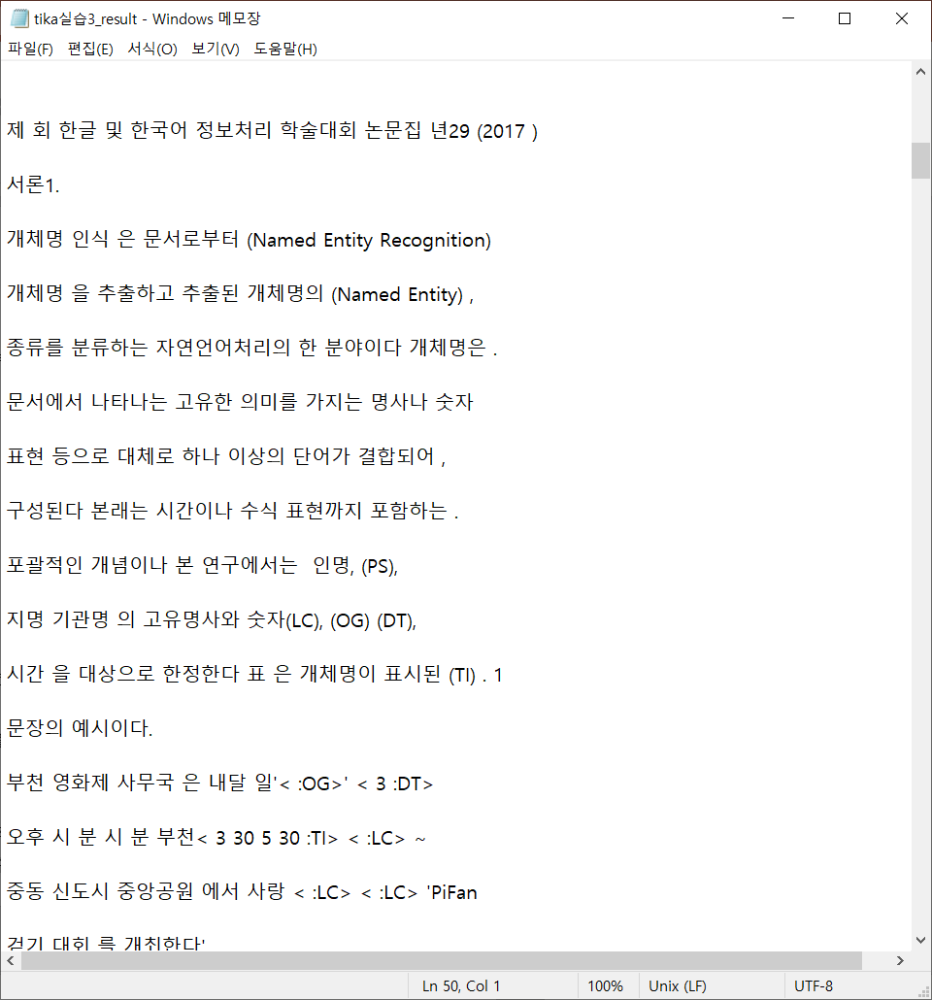 tika실습3_result - Windows 메모장
파일(F) 편집(E) 서식(O) 보기(V) 도움말(H)
제 회 한글 및 한국어 정보처리 학술대회 논문집 년29 (2017 )
서론1.
개체명 인식 은 문서로부터 (Named Entity Recognition)
개체명 을 추출하고 추출된 개체명의 (Named Entity) ,
종류를 분류하는 자연언어처리의 한 분야이다 개체명은 .
문서에서 나타나는 고유한 의미를 가지는 명사나 숫자
표현 등으로 대체로 하나 이상의 단어가 결합되어 ,
구성된다 본래는 시간이나 수식 표현까지 포함하는 .
포괄적인 개념이나 본 연구에서는  인명, (PS),
지명 기관명 의 고유명사와 숫자(LC), (OG) (DT),
시간 을 대상으로 한정한다 표 은 개체명이 표시된 (TI) . 1
문장의 예시이다.
부천 영화제 사무국 은 내달 일'< :OG>' < 3 :DT>
오후 시 분 시 분 부천< 3 30 5 30 :TI> < :LC> ~
중동 신도시 중앙공원 에서 사랑 < :LC> < :LC> 'PiFan
걷기 대회 를 개최한다'
Ln 50, Col 1 100% Unix (LF) UTF-8